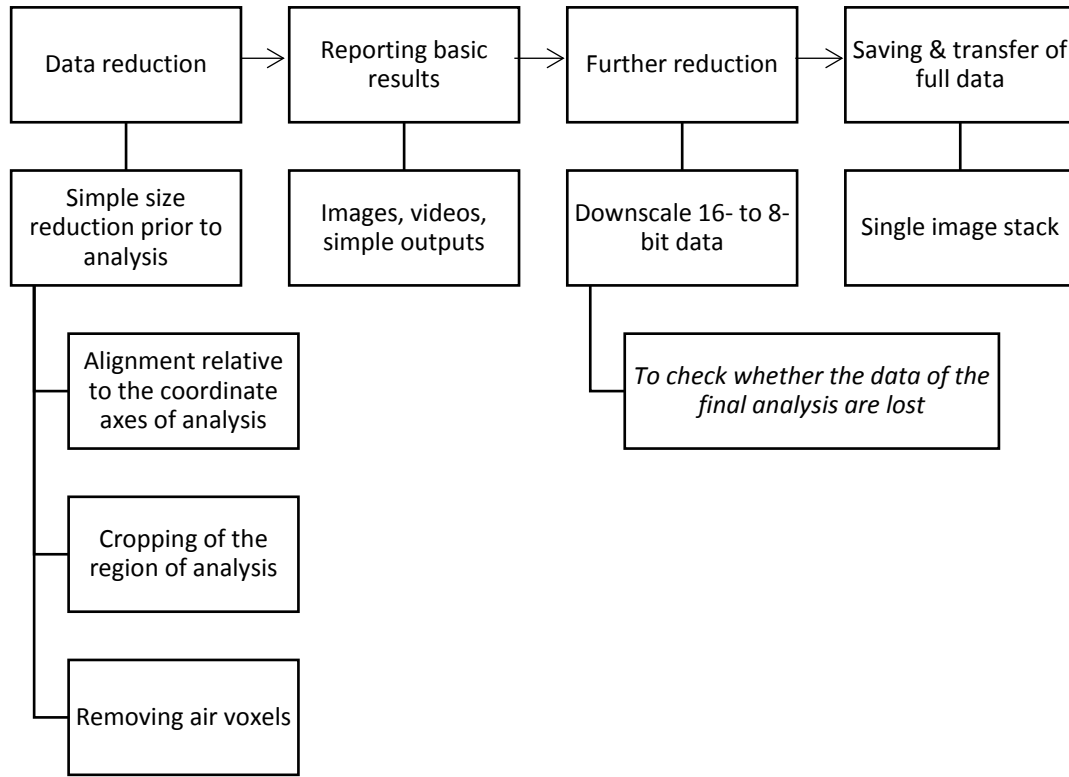 Data reduction
Reporting basic
results
Further reduction
Saving & transfer of
full data
Simple size
reduction prior to
analysis
Images, videos,
simple outputs
Downscale 16- to 8-
bit data
Single image stack
Alignment relative
to the coordinate
axes of analysis
To check whether the data of the
final analysis are lost
Cropping of the
region of analysis
Removing air voxels